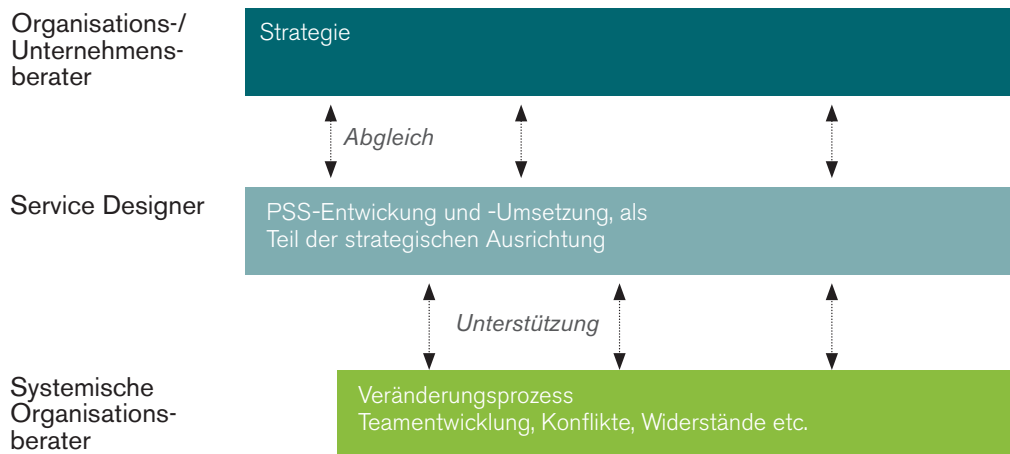 Organisations-/
Unternehmens-
berater
Strategie
Abgleich
Service Designer
PSS-Entwickung und -Umsetzung, als
Teil der strategischen Ausrichtung
Unterstützung
Systemische
Organisations-
berater
Veränderungsprozess
Teamentwicklung, Konflikte, Widerstände etc.